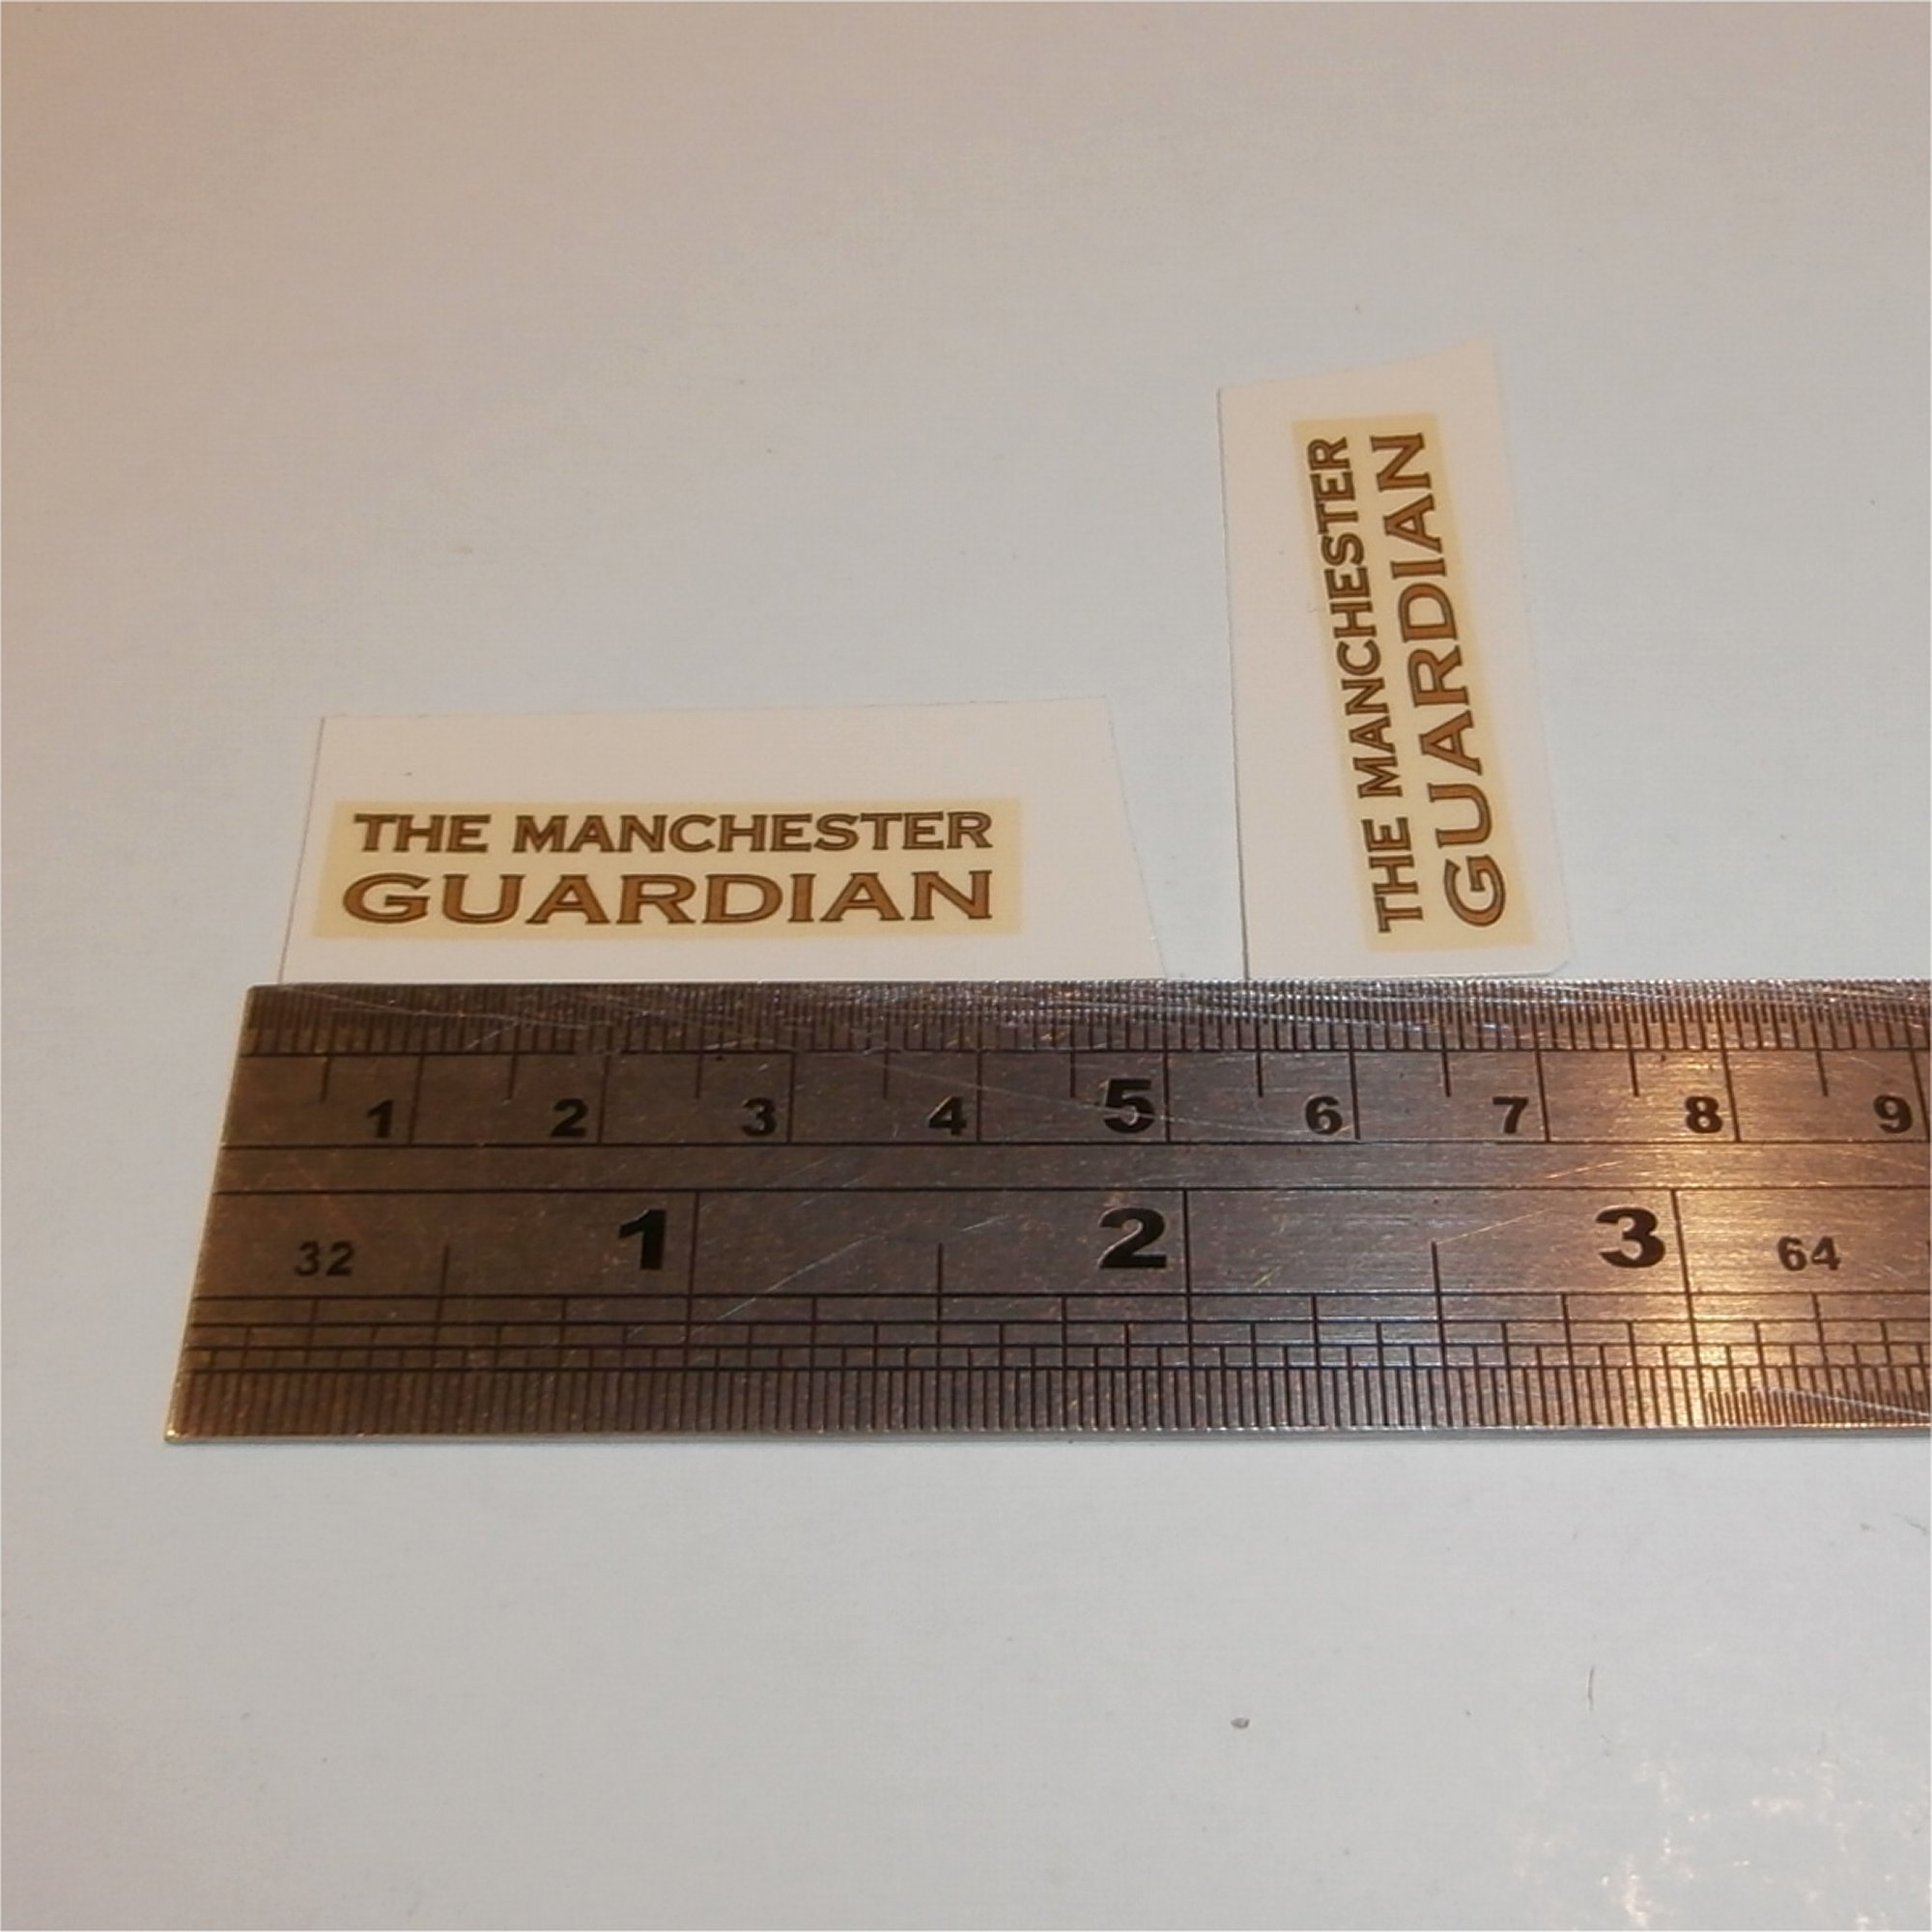 THE MANCHESTER
GUARDIAN
THE MANCHESTER
GUARDIAN
1 2 3 4 5 6 7 8 9
32 1 2 3 64